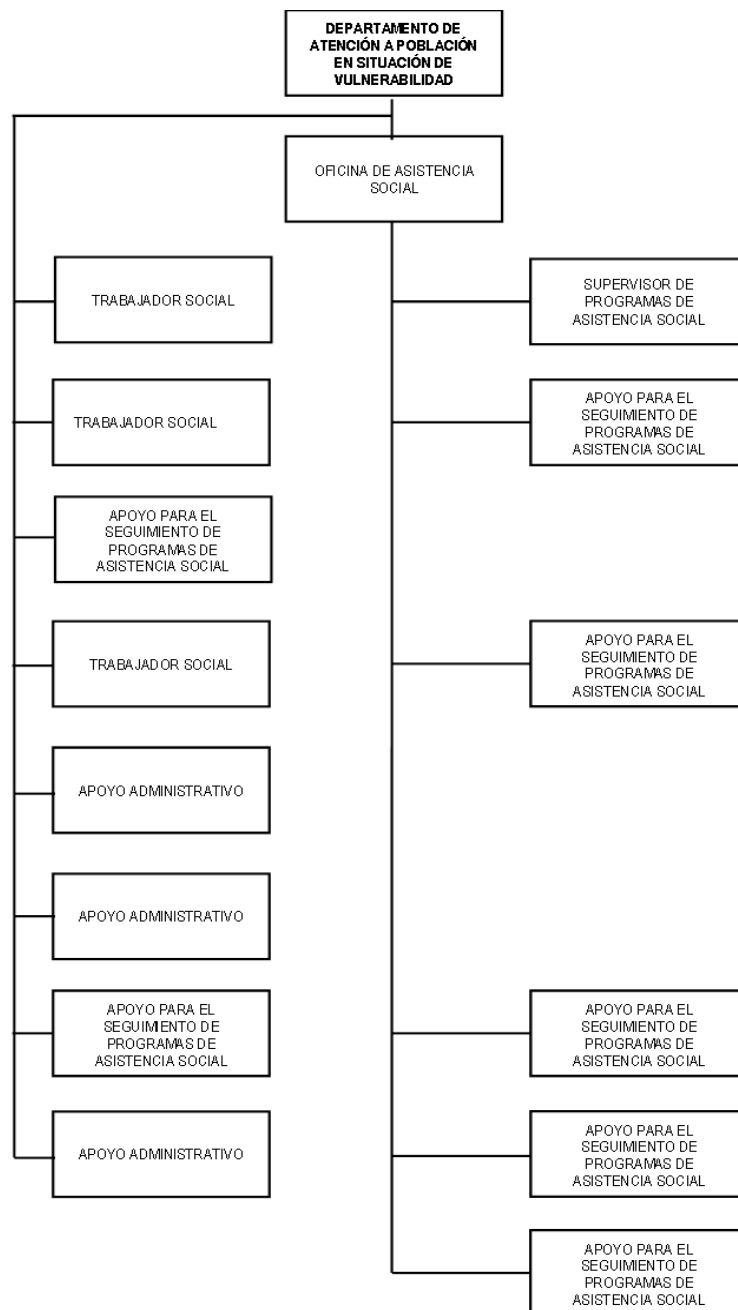 DEPARTAMENTO DE
ATENCIÓN A POBLACIÓN
EN SITUACIÓN DE
VULNERABILIDAD
OFICINA DE ASISTENCIA
SOCIAL
TRABAJADOR SOCIAL
SUPERVISOR DE
PROGRAMAS DE
ASISTENCIA SOCIAL
TRABAJADOR SOCIAL
APOYO PARA EL
SEGUIMIENTO DE
PROGRAMAS DE
ASISTENCIA SOCIAL
APOYO PARA EL
SEGUIMIENTO DE
PROGRAMAS DE
ASISTENCIA SOCIAL
TRABAJADOR SOCIAL
APOYO PARA EL
SEGUIMIENTO DE
PROGRAMAS DE
ASISTENCIA SOCIAL
APOYO ADMINISTRATIVO
APOYO ADMINISTRATIVO
APOYO PARA EL
SEGUIMIENTO DE
PROGRAMAS DE
ASISTENCIA SOCIAL
APOYO PARA EL
SEGUIMIENTO DE
PROGRAMAS DE
ASISTENCIA SOCIAL
APOYO ADMINISTRATIVO
APOYO PARA EL
SEGUIMIENTO DE
PROGRAMAS DE
ASISTENCIA SOCIAL
APOYO PARA EL
SEGUIMIENTO DE
PROGRAMAS DE
ASISTENCIA SOCIAL